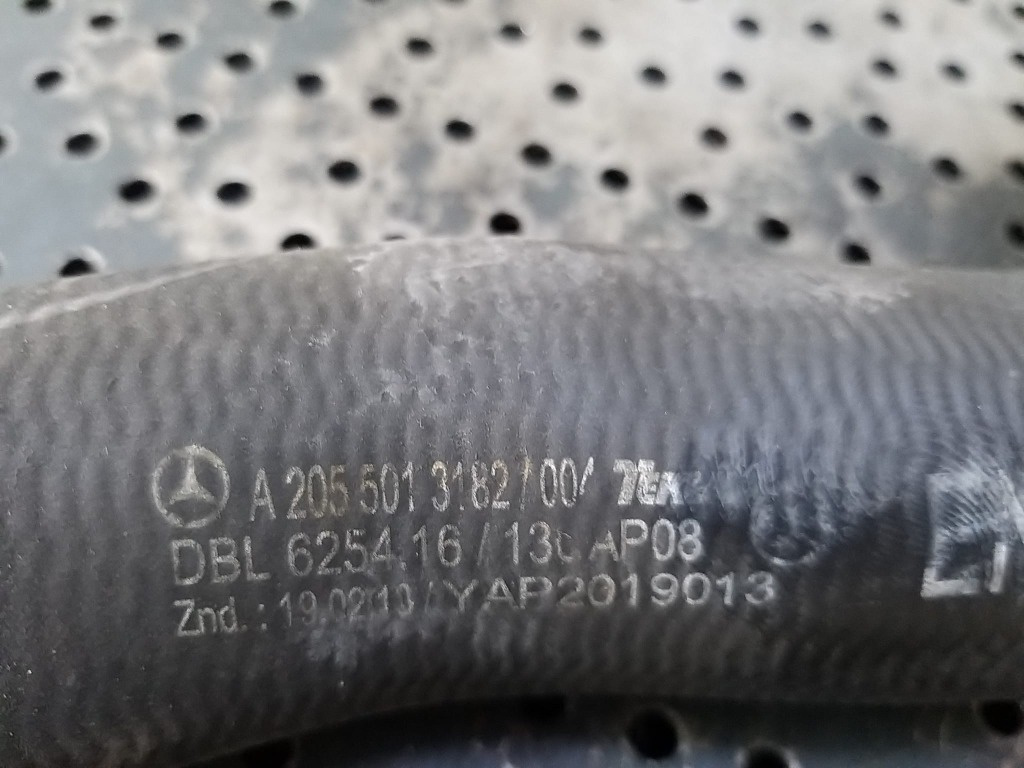 A 205 501 3182 / 00 /
DBL 6254.16 / AP08
Znd. : 19.02.13 / YAP2019013